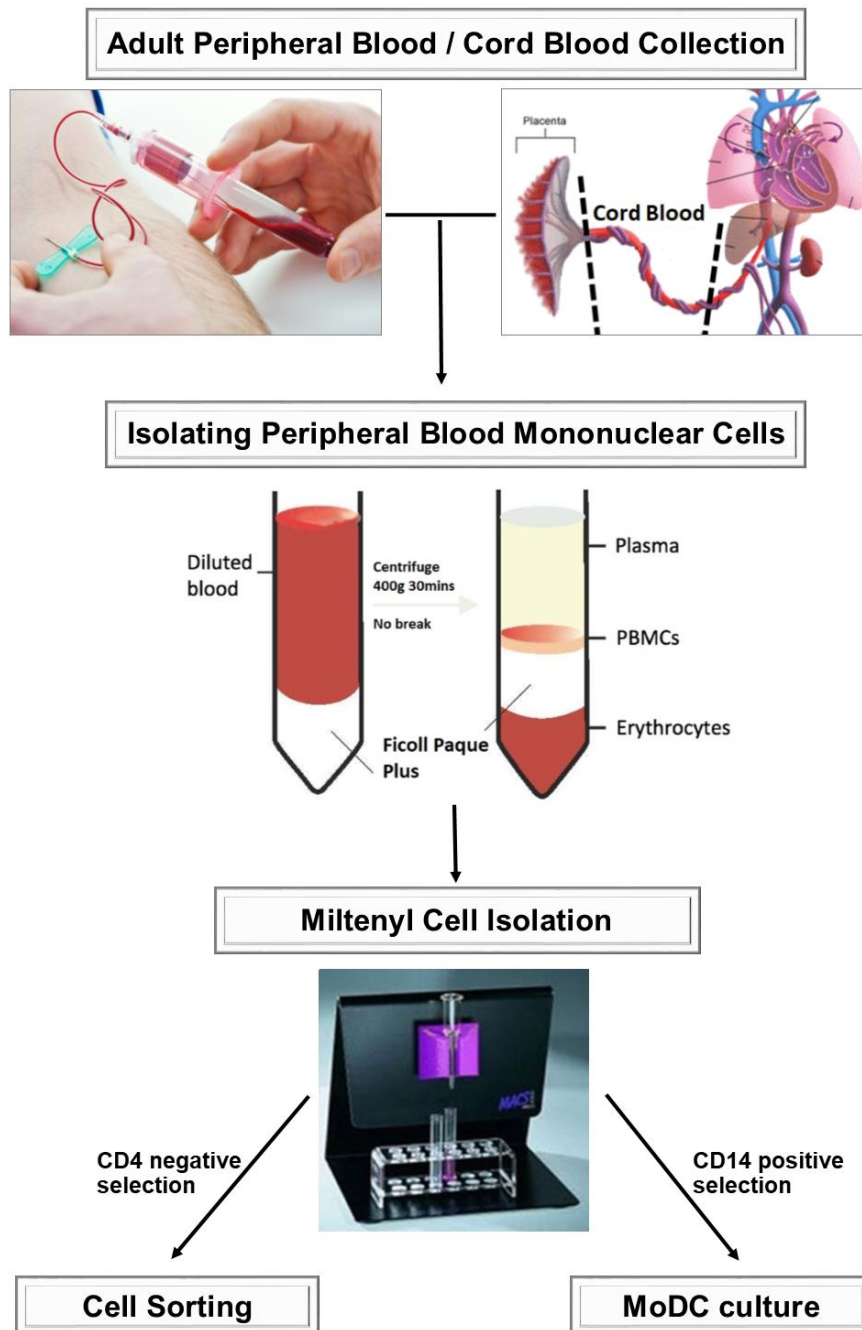 Adult Peripheral Blood / Cord Blood Collection
Placenta
Cord Blood
Isolating Peripheral Blood Mononuclear Cells
Diluted
blood
Centrifuge
400g 30mins
No break
Plasma
PBMCs
Erythrocytes
Ficoll Paque
Plus
Miltenyl Cell Isolation
MACS
CD4 negative
selection
CD14 positive
selection
Cell Sorting
MoDC culture